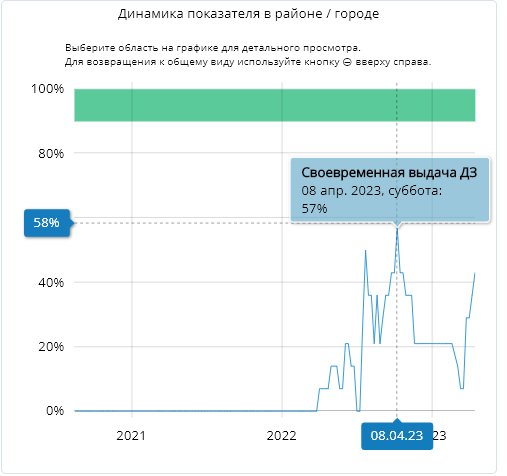 Динамика показателя в районе / городе
Выберите область на графике для детального просмотра.
Для возвращения к общему виду используйте кнопку ⊖ вверху справа.
100%
80%
Своевременная выдача ДЗ
08 апр. 2023, суббота:
57%
58%
40%
20%
0%
2021
2022
08.04.23
23